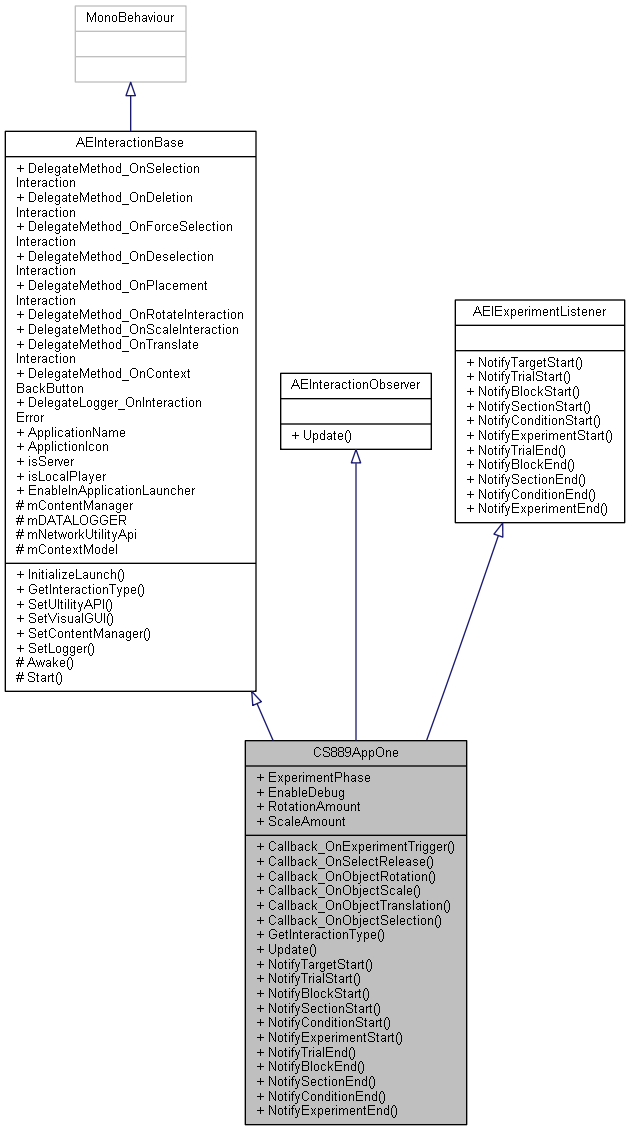 MonoBehaviour
AEInteractionBase
+ DelegateMethod_OnSelection
Interaction
+ DelegateMethod_OnDeletion
Interaction
+ DelegateMethod_OnForceSelection
Interaction
+ DelegateMethod_OnDeselection
Interaction
+ DelegateMethod_OnPlacement
Interaction
+ DelegateMethod_OnRotateInteraction
+ DelegateMethod_OnScaleInteraction
+ DelegateMethod_OnTranslate
Interaction
+ DelegateMethod_OnContext
BackButton
+ DelegateLogger_OnInteraction
Error
+ ApplicationName
+ ApplictionIcon
+ isServer
+ isLocalPlayer
+ EnableInApplicationLauncher
# mContentManager
# mDATALOGGER
# mNetworkUtilityApi
# mContextModel
+ InitializeLaunch()
+ GetInteractionType()
+ SetUItilityAPI()
+ SetVisualGUI()
+ SetContentManager()
+ SetLogger()
# Awake()
# Start()
AEInteractionObserver
+ Update()
AEIExperimentListener
+ NotifyTargetStart()
+ NotifyTrialStart()
+ NotifyBlockStart()
+ NotifySectionStart()
+ NotifyConditionStart()
+ NotifyExperimentStart()
+ NotifyTrialEnd()
+ NotifyBlockEnd()
+ NotifySectionEnd()
+ NotifyConditionEnd()
+ NotifyExperimentEnd()
CS889AppOne
+ ExperimentPhase
+ EnableDebug
+ RotationAmount
+ ScaleAmount
+ Callback_OnExperimentTrigger()
+ Callback_OnSelectRelease()
+ Callback_OnObjectRotation()
+ Callback_OnObjectScale()
+ Callback_OnObjectTranslation()
+ Callback_OnObjectSelection()
+ GetInteractionType()
+ Update()
+ NotifyTargetStart()
+ NotifyTrialStart()
+ NotifyBlockStart()
+ NotifySectionStart()
+ NotifyConditionStart()
+ NotifyExperimentStart()
+ NotifyTrialEnd()
+ NotifyBlockEnd()
+ NotifySectionEnd()
+ NotifyConditionEnd()
+ NotifyExperimentEnd()